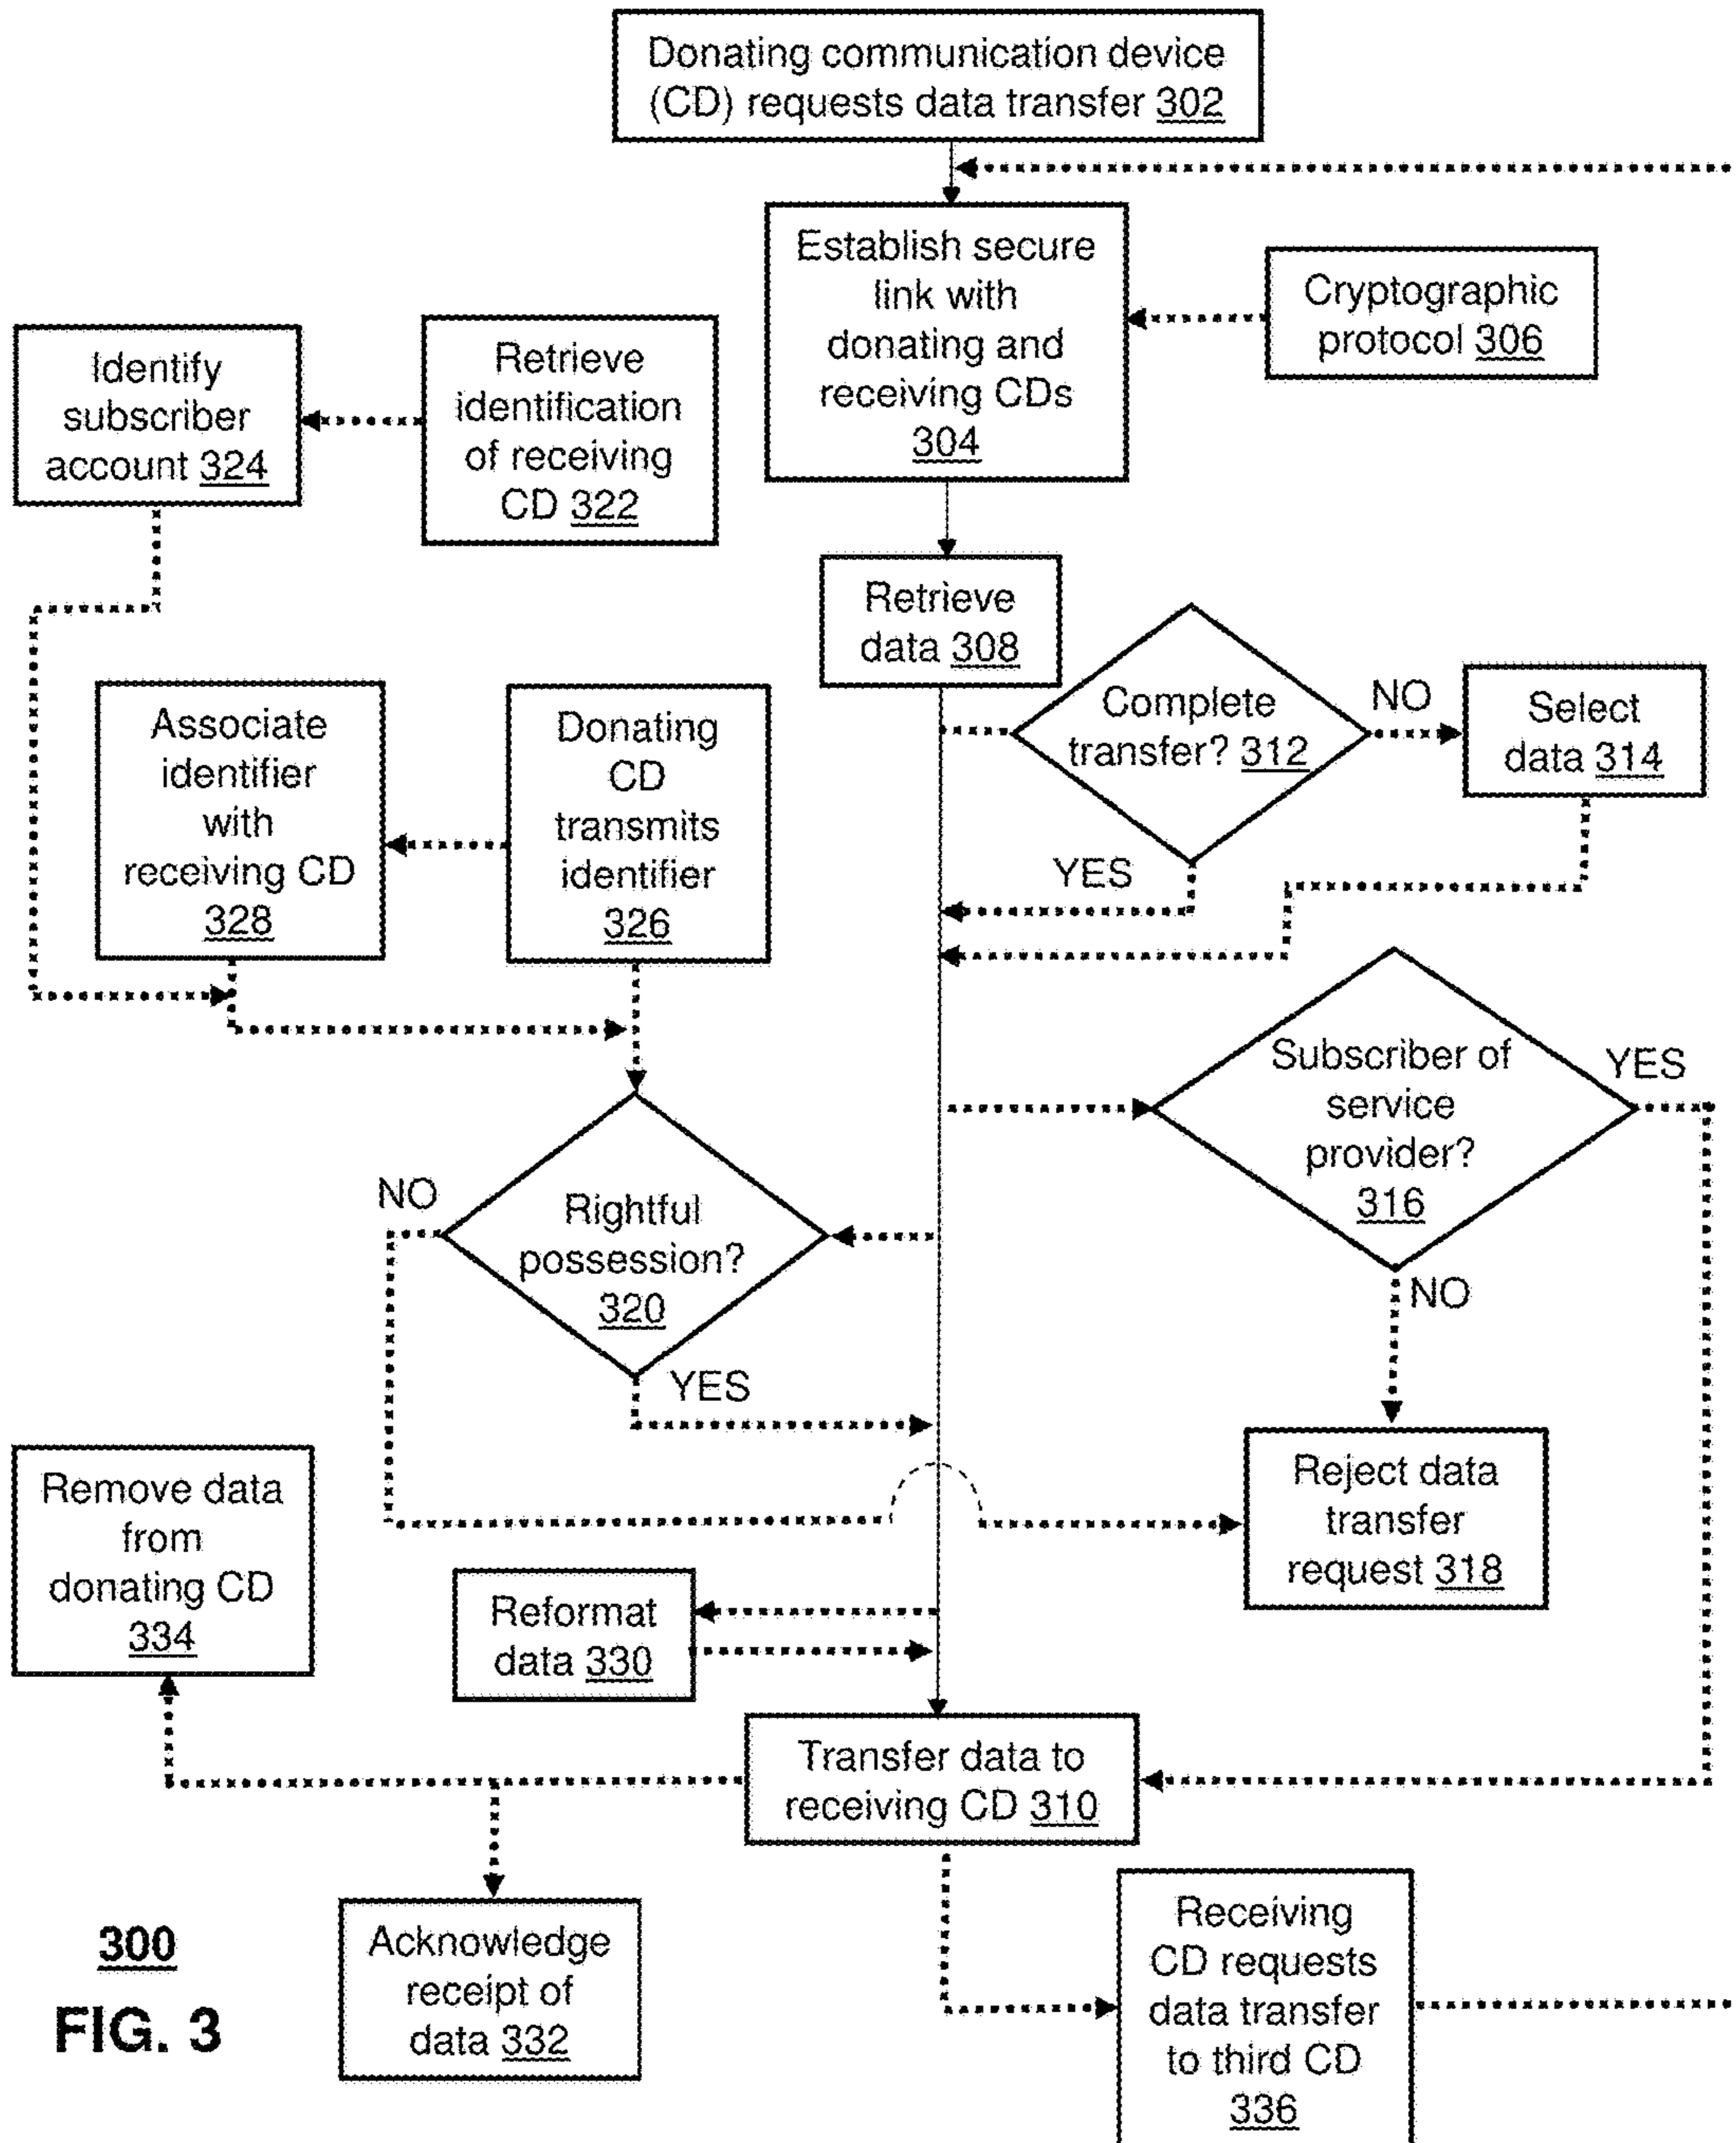 Donating communication device
(CD) requests data transfer 302
Establish secure
link with
donating and
receiving CDs
304
Cryptographic
protocol 306
Identify
subscriber
account 324
Retrieve
identification
of receiving
CD 322
Retrieve
data 308
Complete
transfer? 312
NO
Select
data 314
YES
Associate
identifier
with
receiving CD
328
Donating
CD
transmits
identifier
326
Subscriber of
service
provider?
316
YES
NO
Rightful
possession?
320
NO
YES
Reject data
transfer
request 318
Remove data
from
donating CD
334
Reformat
data 330
Transfer data to
receiving CD 310
Acknowledge
receipt of
data 332
Receiving
CD requests
data transfer
to third CD
336
300
FIG. 3